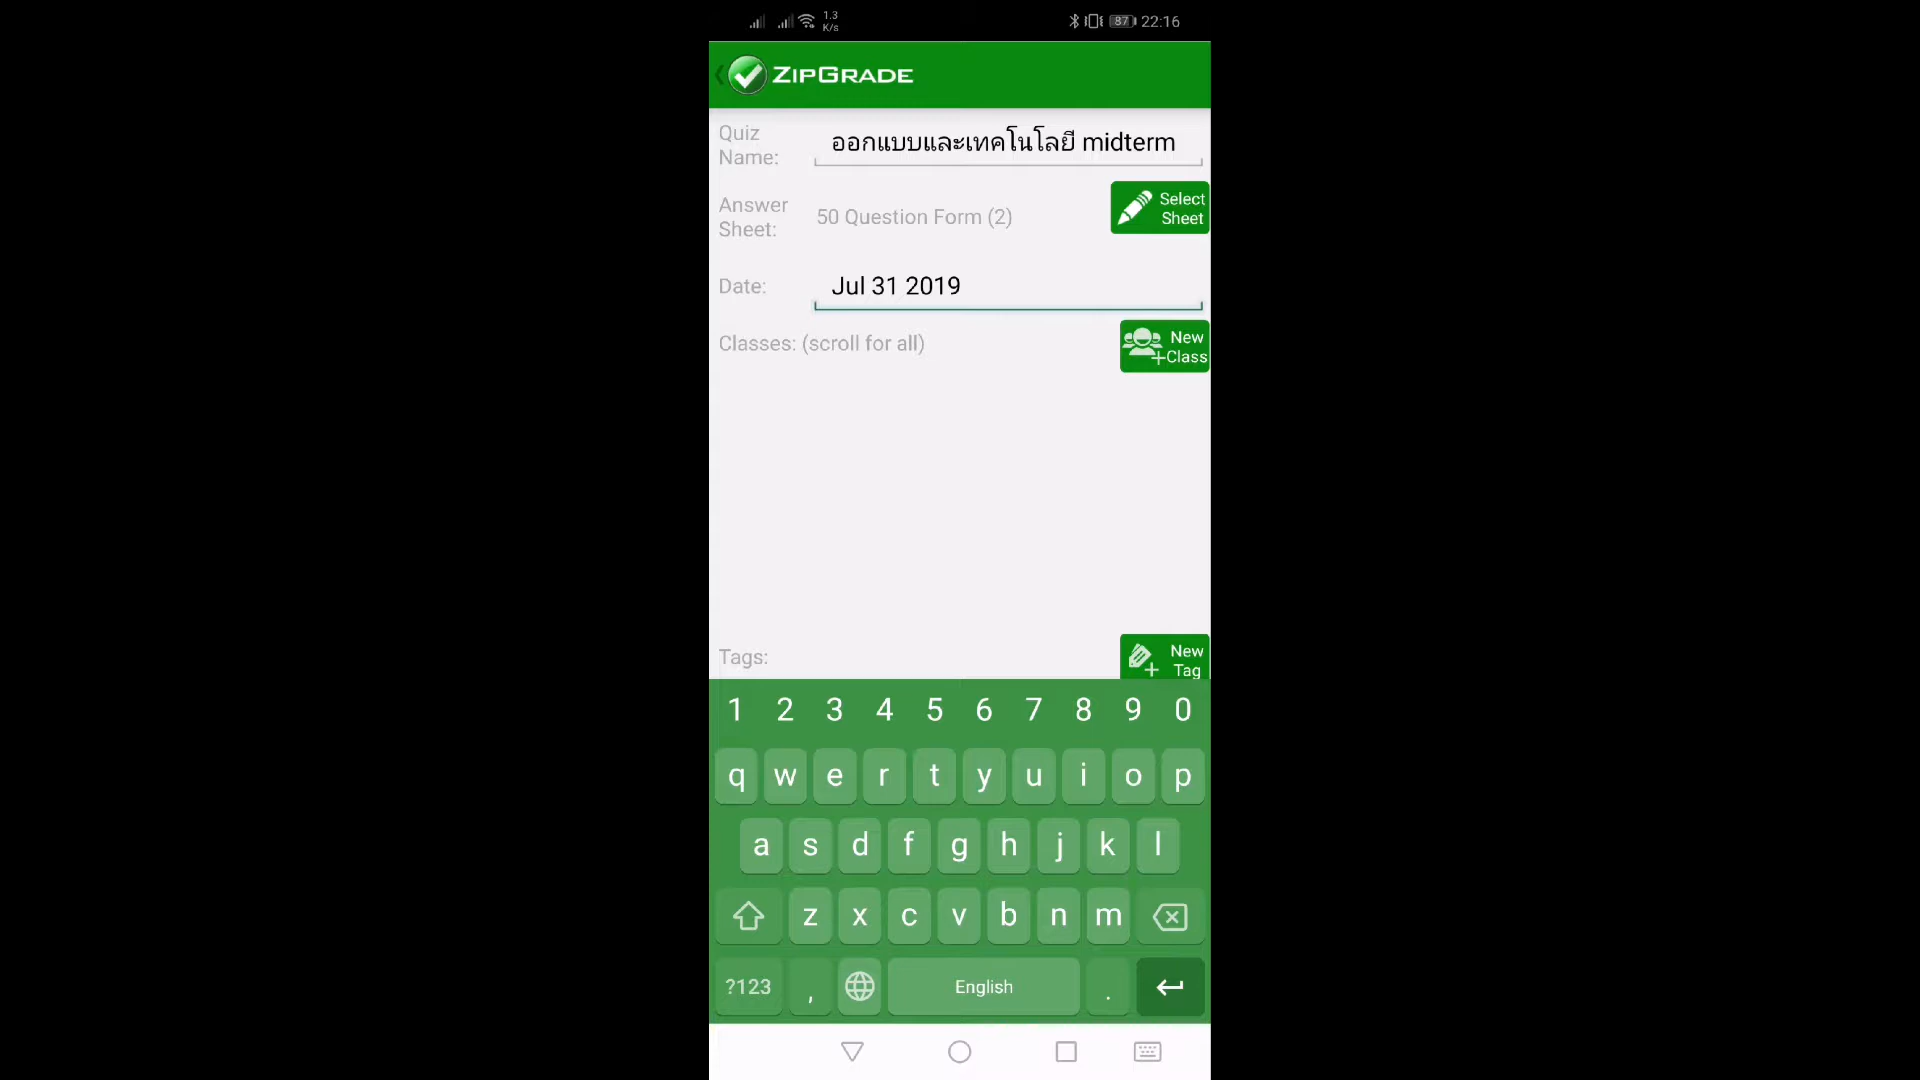 1.3
K/s
87 22:16
ZIPGRADE
Quiz
Name:
ออกแบบและเทคโนโลยี midterm
Answer
Sheet:
50 Question Form (2)
Select
Sheet
Date:
Jul 31 2019
Classes: (scroll for all)
New
+Class
Tags:
New
Tag
1 2 3 4 5 6 7 8 9 0
q w e r t y u i o p
a s d f g h j k l
z x c v b n m
?123 , English .